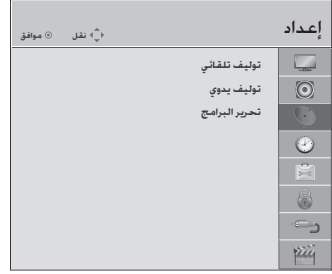 إعداد
نقل موافق
توليف تلقائي
توليف يدوي
تحرير البرامج